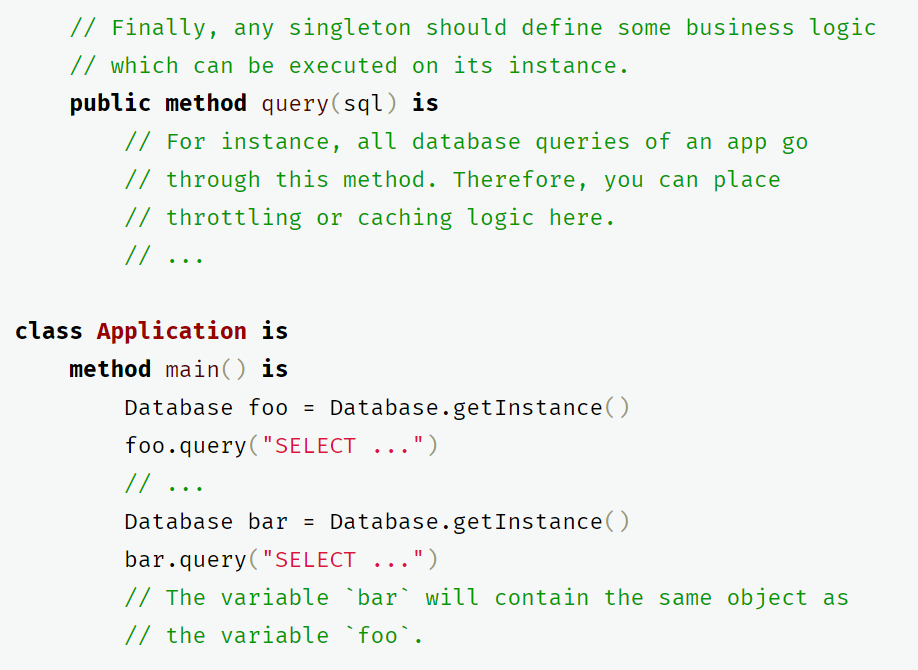 // Finally, any singleton should define some business logic
// which can be executed on its instance.
public method query(sql) is
// For instance, all database queries of an app go
// through this method. Therefore, you can place
// throttling or caching logic here.
// ...
class Application is
method main() is
Database foo = Database.getInstance()
foo.query("SELECT ...")
// ...
Database bar = Database.getInstance()
bar.query("SELECT ...")
// The variable `bar` will contain the same object as
// the variable `foo`.